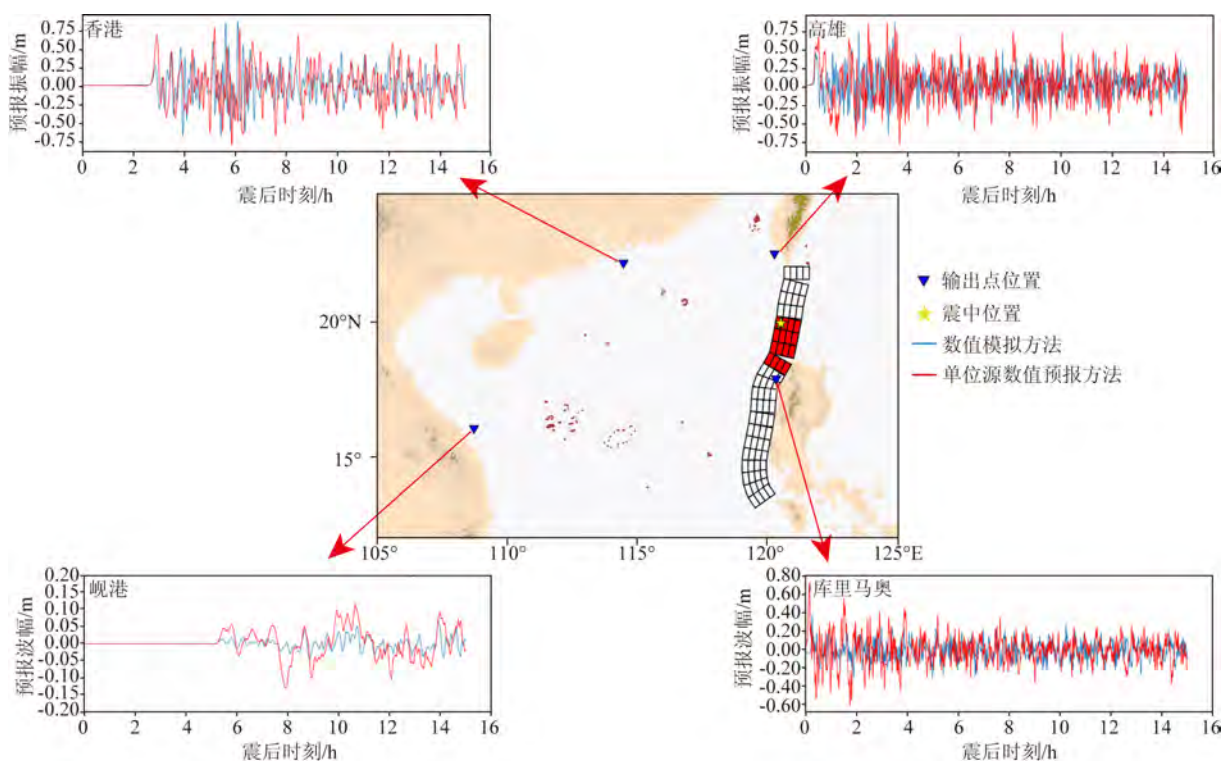 香港
预报振幅/m
0.75
0.50
0.25
0.00
-0.25
-0.50
-0.75
0 2 4 6 8 10 12 14 16
震后时刻/h
高雄
预报振幅/m
0.75
0.50
0.25
0.00
-0.25
-0.50
-0.75
0 2 4 6 8 10 12 14 16
震后时刻/h
20°N
15°
105° 110° 115° 120° 125°E
输出点位置
震中位置
数值模拟方法
单位源数值预报方法
岘港
预报波幅/m
0.20
0.15
0.10
0.05
0.00
-0.05
-0.10
-0.15
-0.20
0 2 4 6 8 10 12 14 16
震后时刻/h
库里马奥
预报波幅/m
0.80
0.60
0.40
0.20
0.00
-0.20
-0.40
-0.60
0 2 4 6 8 10 12 14 16
震后时刻/h